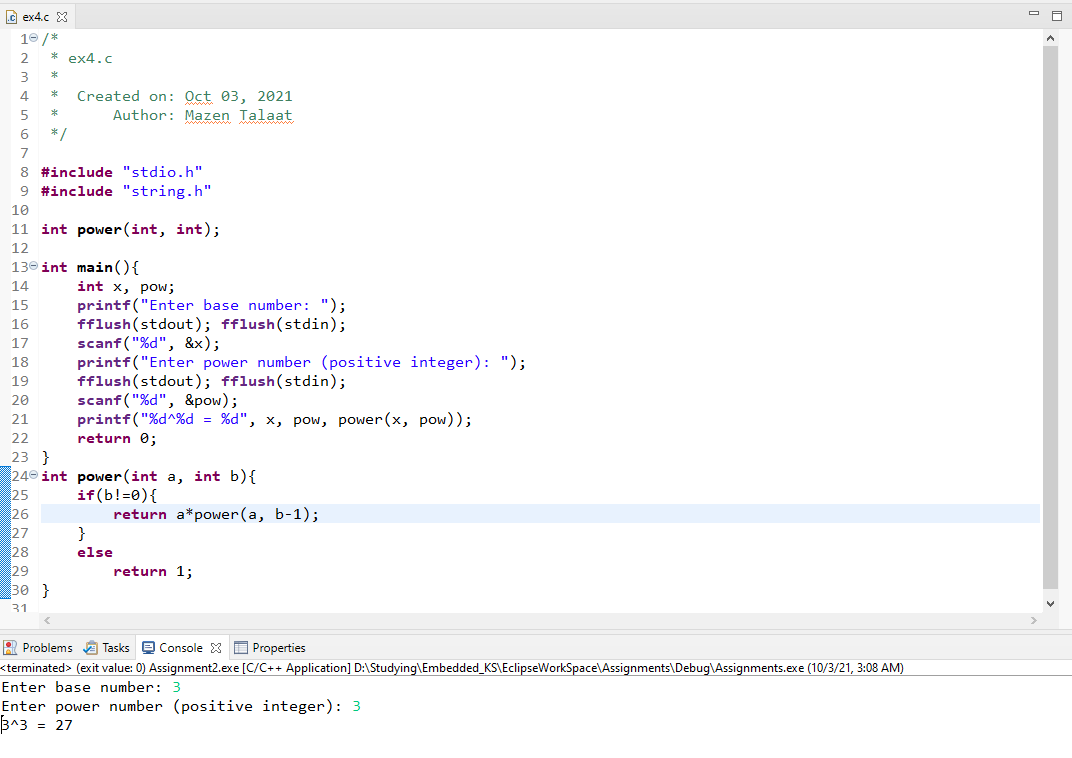 ex4.c
1 /*
2  * ex4.c
3  *
4  *  Created on: Oct 03, 2021
5  *      Author: Mazen Talaat
6  */
7
8 #include "stdio.h"
9 #include "string.h"
10
11 int power(int, int);
12
13 int main(){
14     int x, pow;
15     printf("Enter base number: ");
16     fflush(stdout); fflush(stdin);
17     scanf("%d", &x);
18     printf("Enter power number (positive integer): ");
19     fflush(stdout); fflush(stdin);
20     scanf("%d", &pow);
21     printf("%d^%d = %d", x, pow, power(x, pow));
22     return 0;
23 }
24 int power(int a, int b){
25     if(b!=0){
26         return a*power(a, b-1);
27     }
28     else
29         return 1;
30 }
31
Problems Tasks Console Properties
<terminated> (exit value: 0) Assignment2.exe [C/C++ Application] D:\Studying\Embedded_KS\EclipseWorkSpace\Assignments\Debug\Assignments.exe (10/3/21, 3:08 AM)
Enter base number: 3
Enter power number (positive integer): 3
3^3 = 27